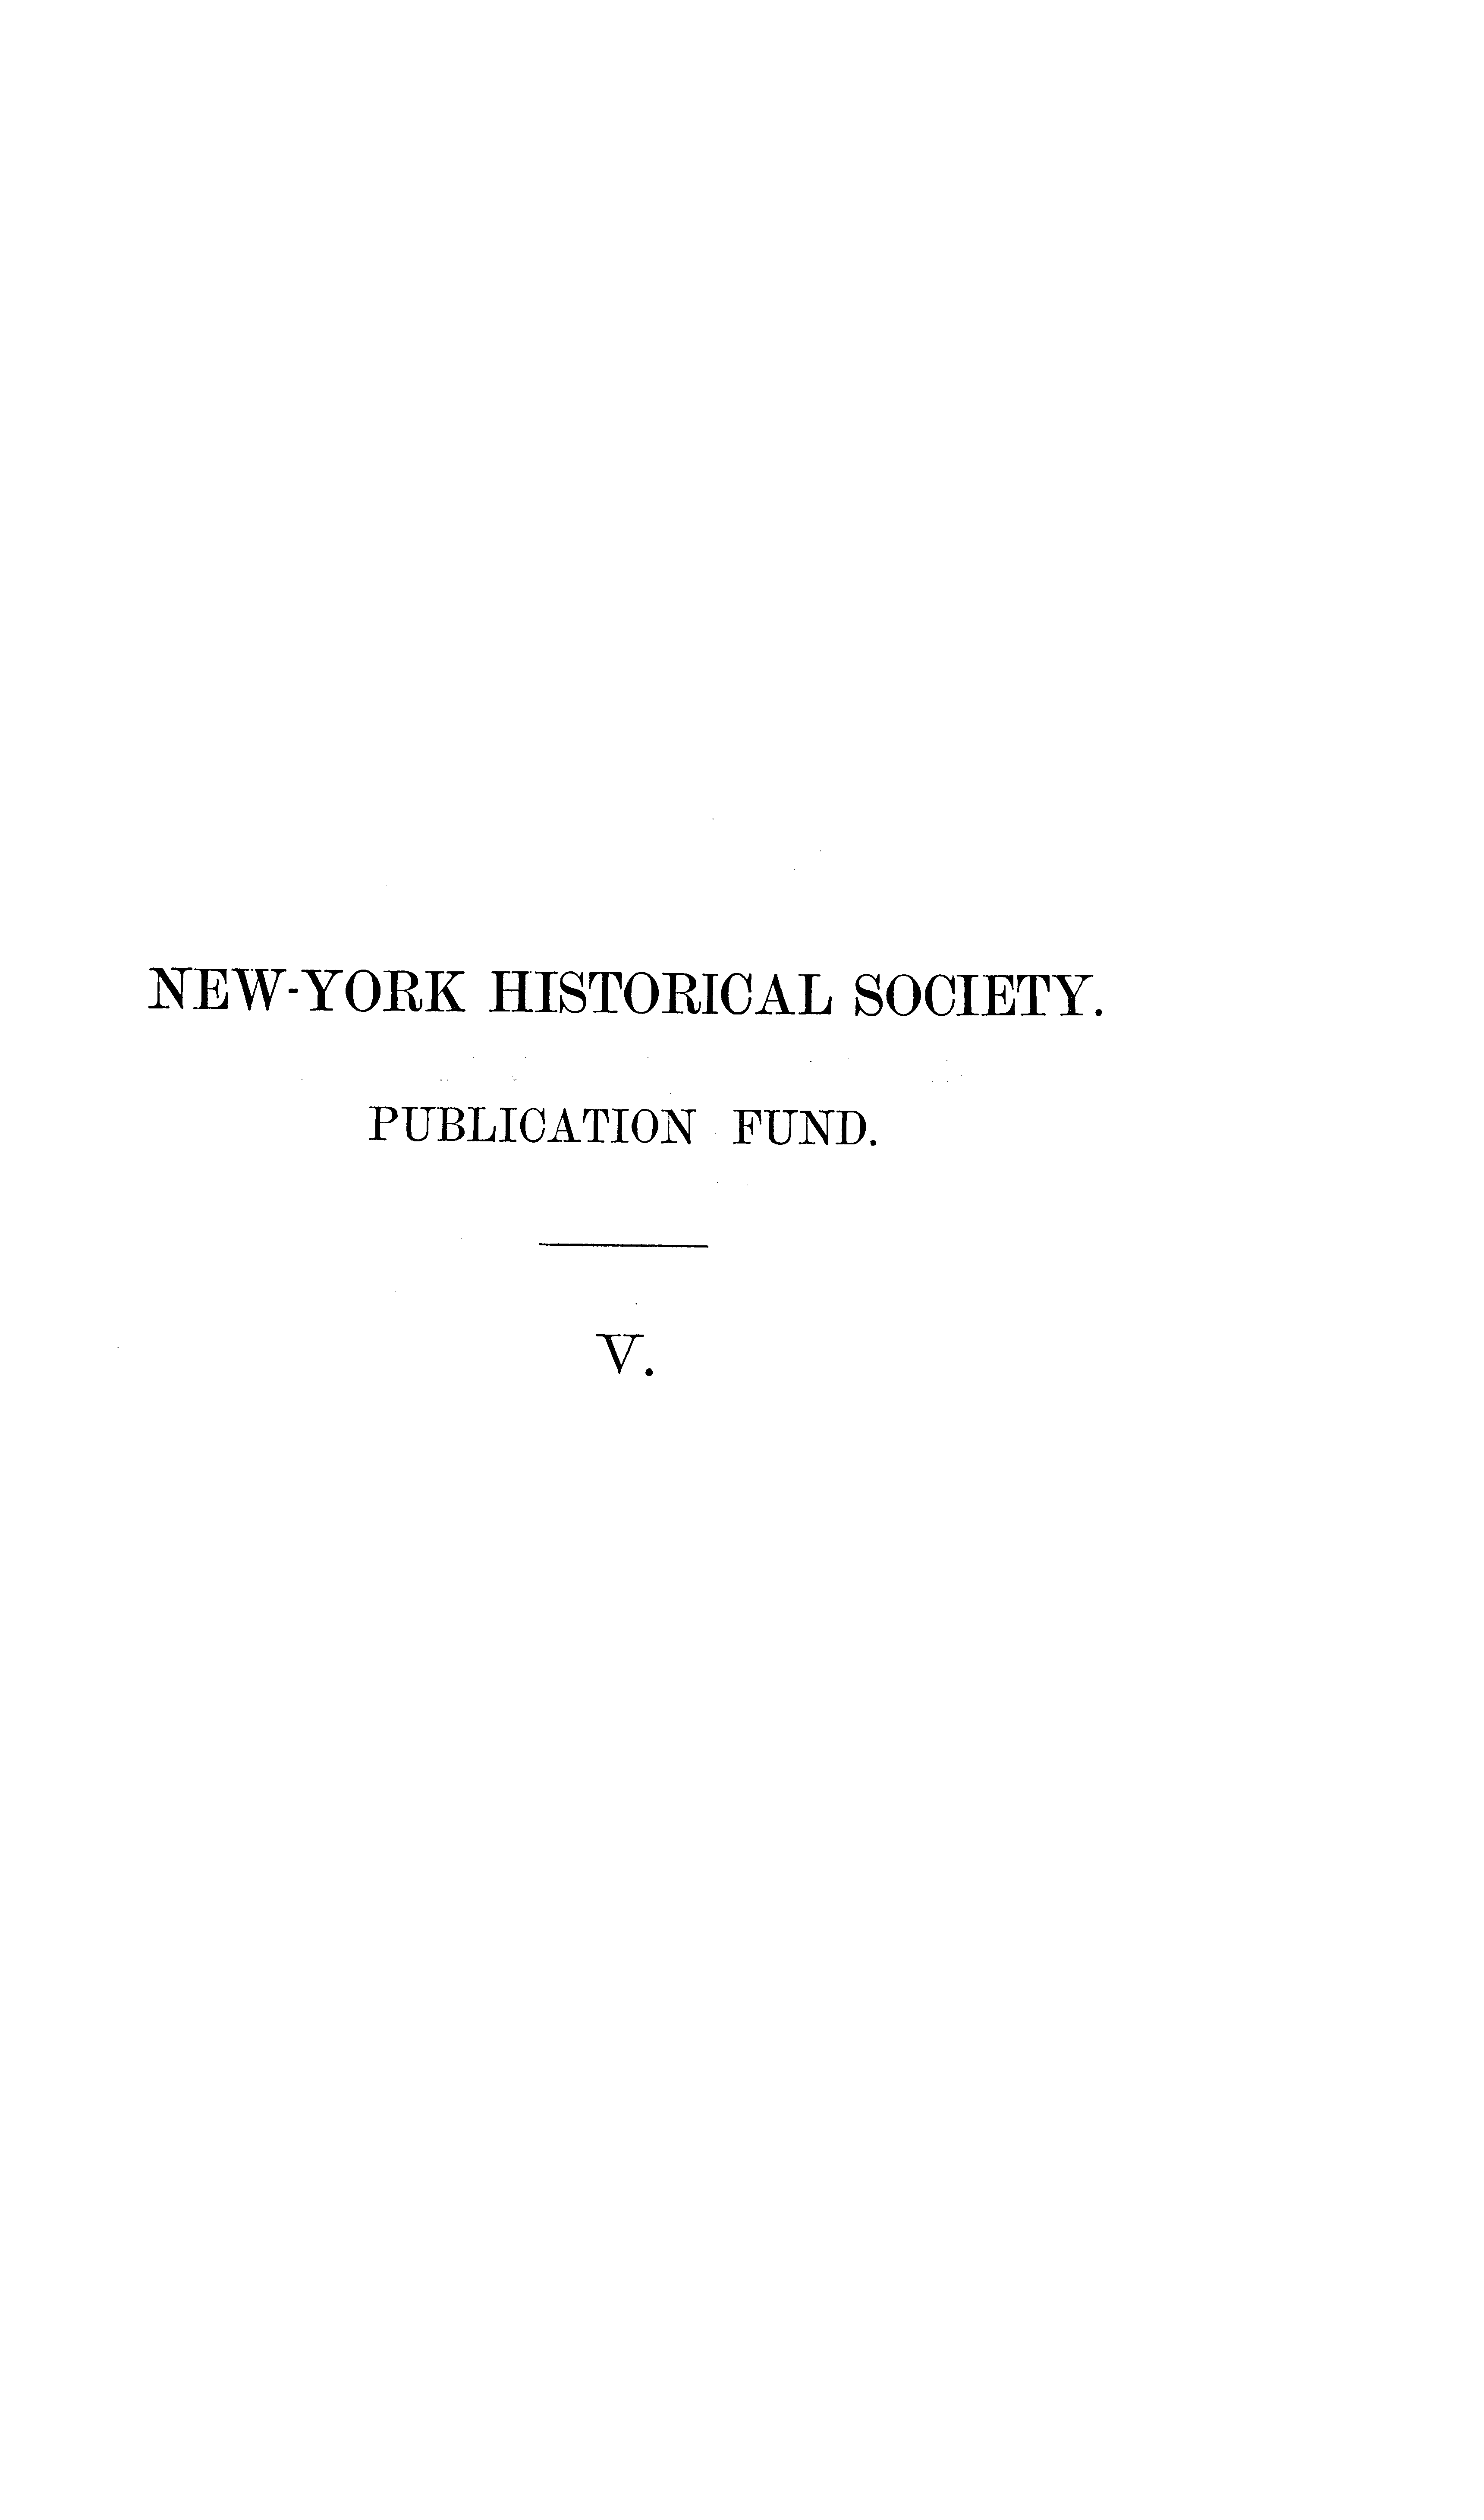 NEW-YORK HISTORICAL SOCIETY.
PUBLICATION FUND.
V.